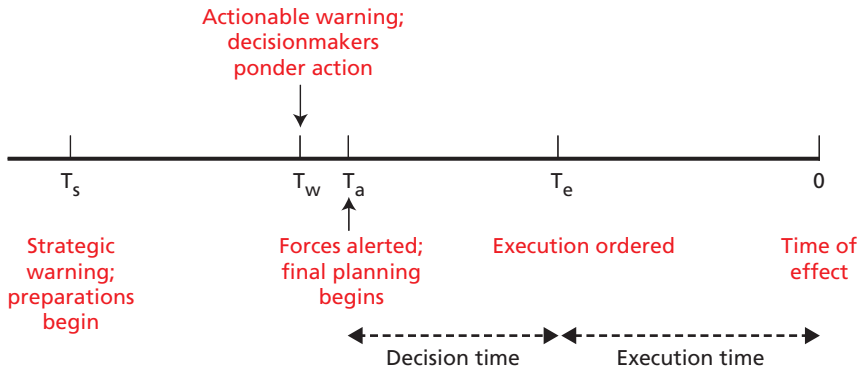 Actionable warning;
decisionmakers
ponder action
Ts Tw Ta Te 0
Strategic
warning;
preparations
begin
Forces alerted;
final planning
begins
Execution ordered
Time of
effect
Decision time
Execution time